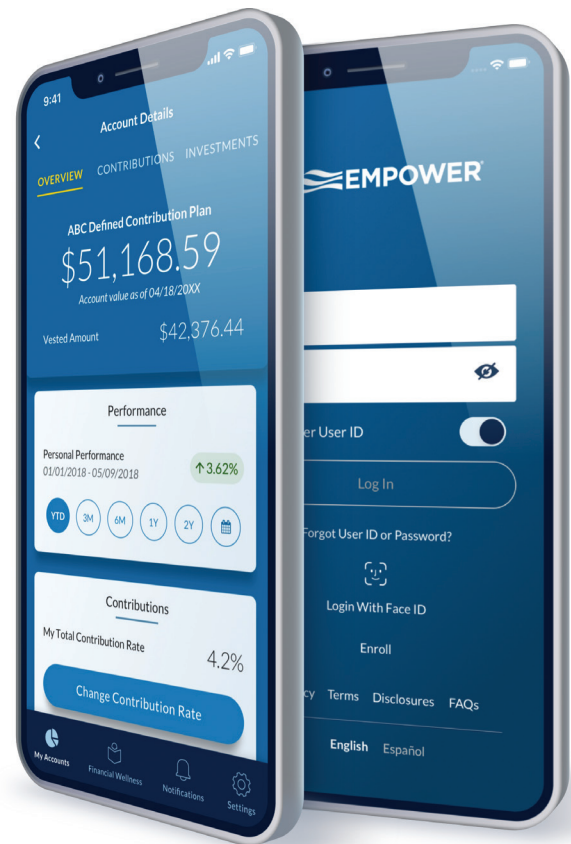 9:41
Account Details
OVERVIEW CONTRIBUTIONS INVESTMENTS
ABC Defined Contribution Plan
$51,168.59
Account value as of 04/18/20XX
Vested Amount $42,376.44
Performance
Personal Performance
01/01/2018 - 05/09/2018
↑3.62%
YTD 3M 6M 1Y 2Y
Contributions
My Total Contribution Rate 4.2%
Change Contribution Rate
My Accounts Financial Wellness Notifications Settings
EMPOWER
User ID
Log In
Forgot User ID or Password?
Login With Face ID
Enroll
Terms Disclosures FAQs
English Español